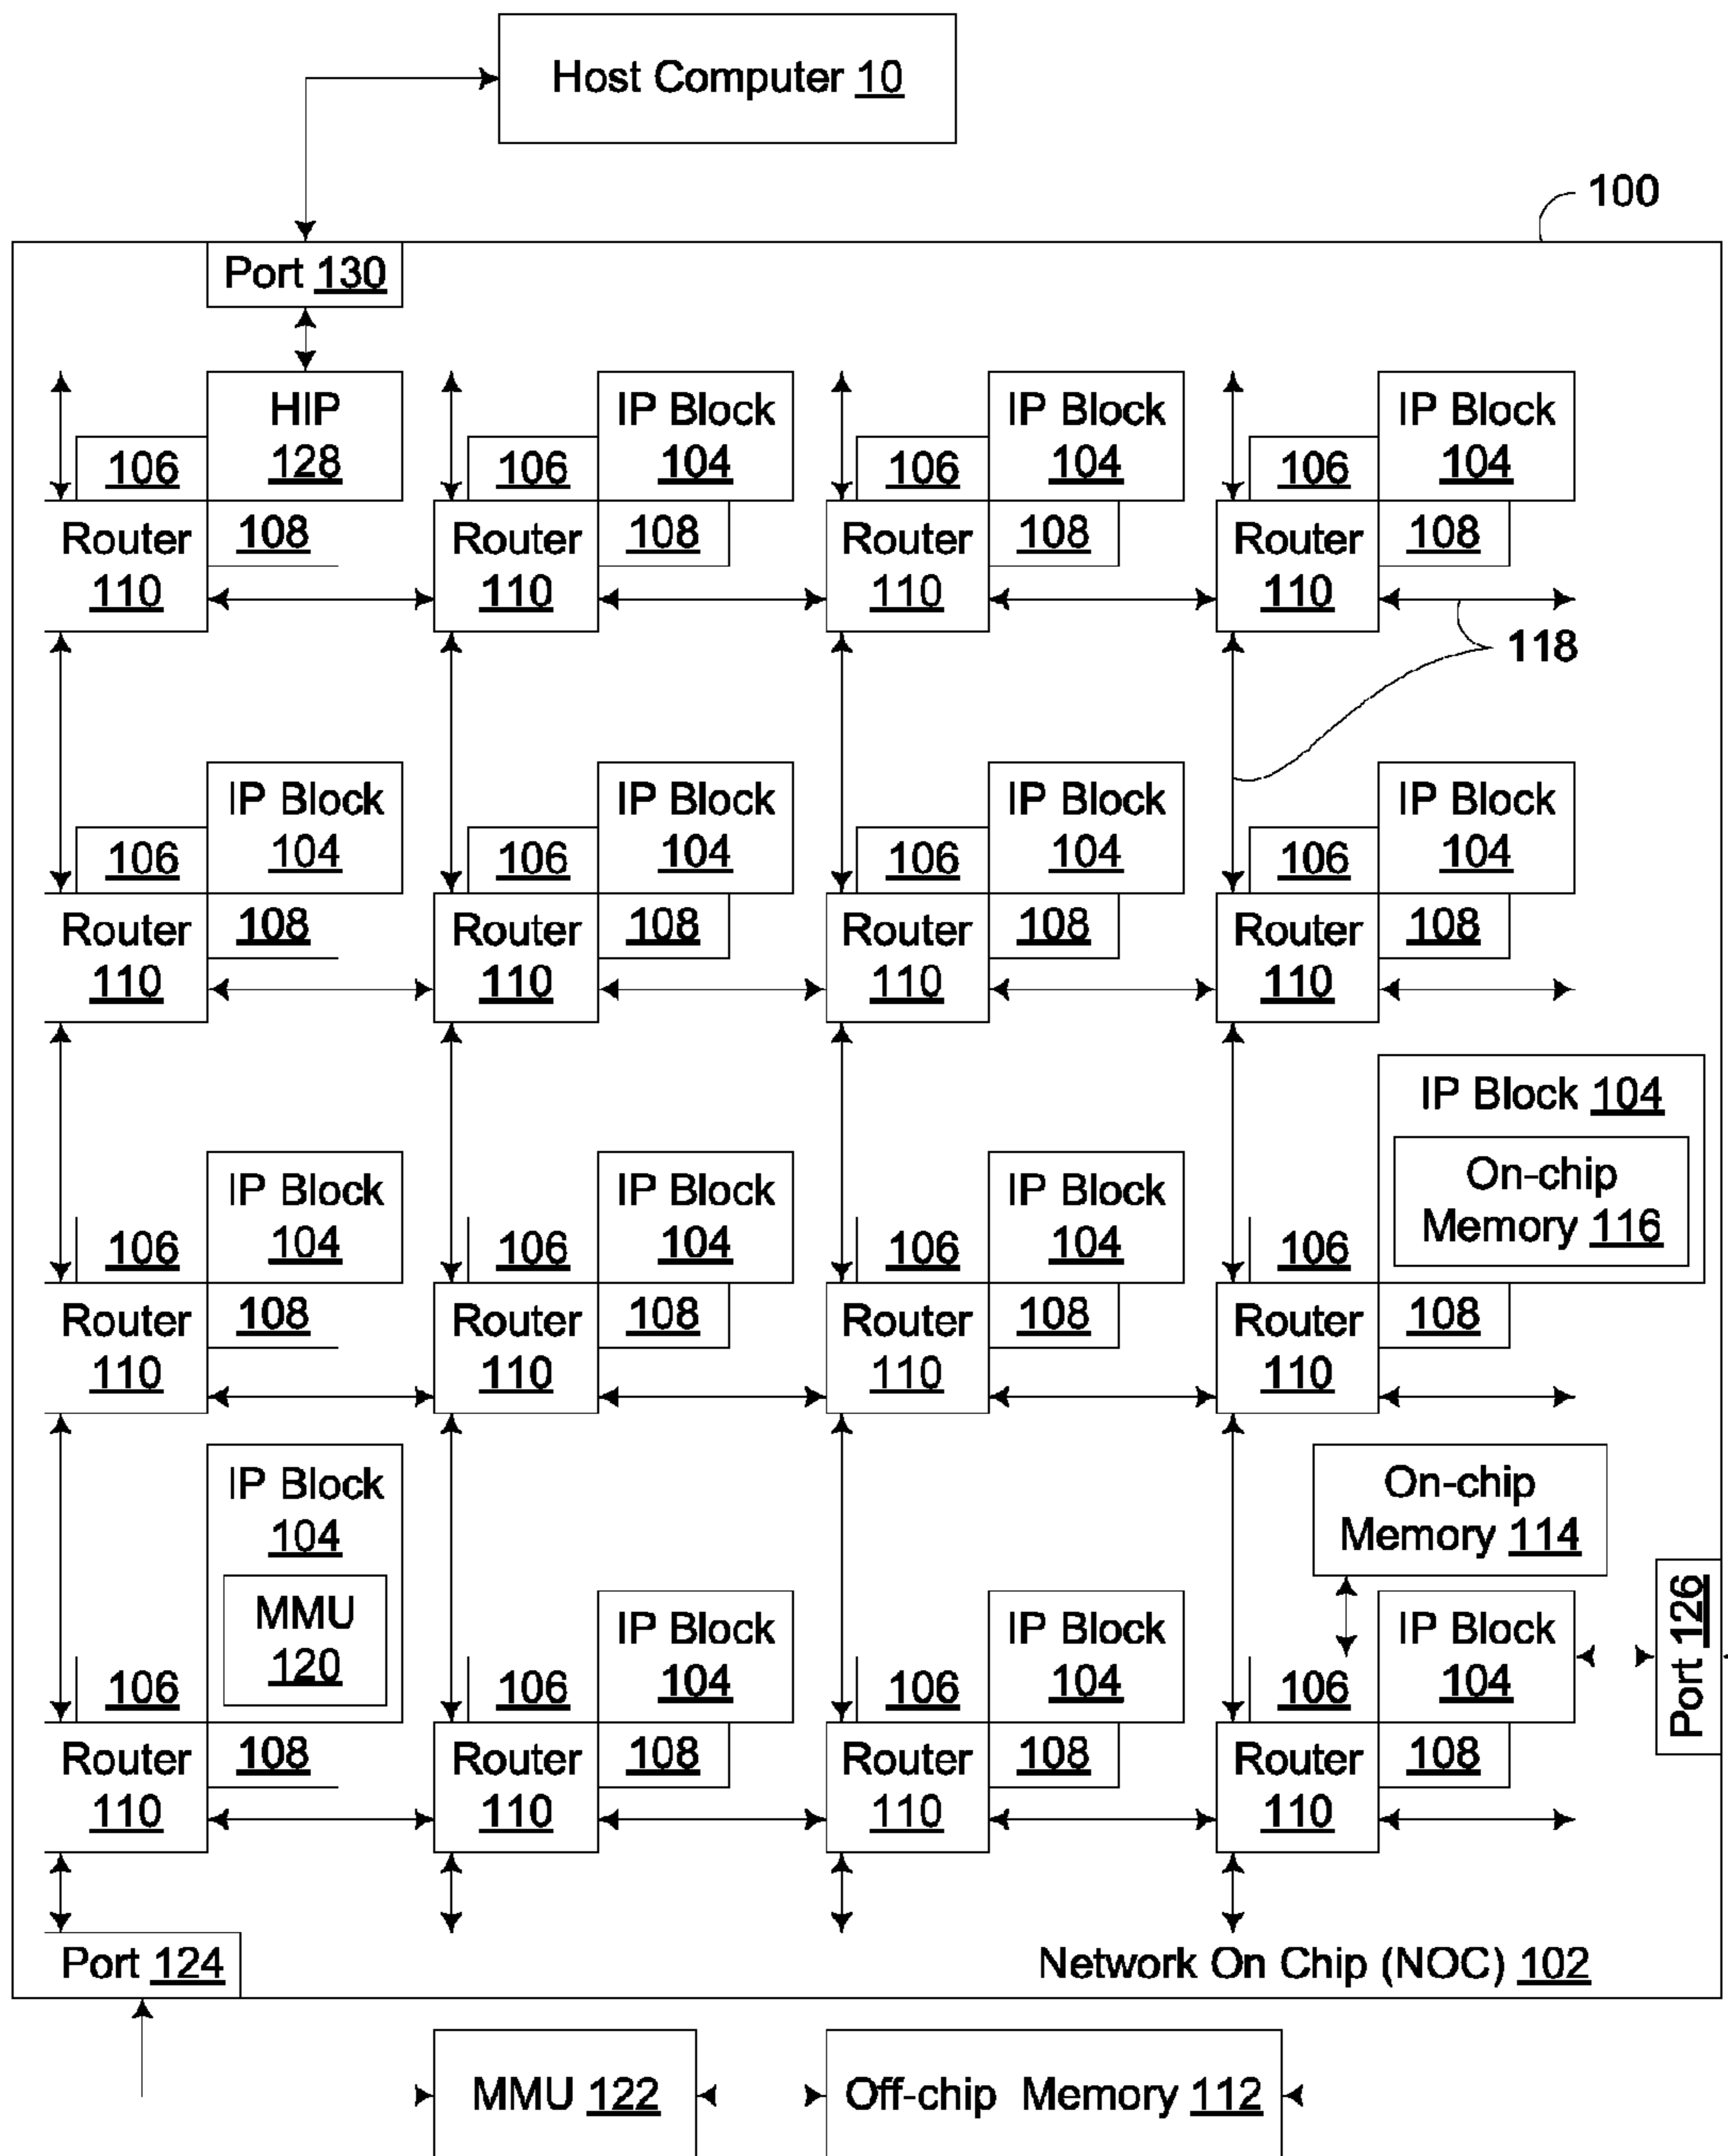 Host Computer 10
100
Port 130
HIP
128
106
Router
110
108
IP Block
104
106
Router
110
108
IP Block
104
106
Router
110
108
IP Block
104
106
Router
110
108
118
IP Block
104
106
Router
110
108
IP Block
104
106
Router
110
108
IP Block
104
106
Router
110
108
IP Block
104
106
Router
110
108
IP Block
104
106
Router
110
108
IP Block
104
106
Router
110
108
IP Block
104
106
Router
110
108
IP Block 104
On-chip
Memory 116
106
Router
110
108
IP Block
104
MMU
120
106
Router
110
108
IP Block
104
106
Router
110
108
IP Block
104
106
Router
110
108
On-chip
Memory 114
IP Block
104
106
Router
110
108
Port 126
Port 124
Network On Chip (NOC) 102
MMU 122
Off-chip Memory 112